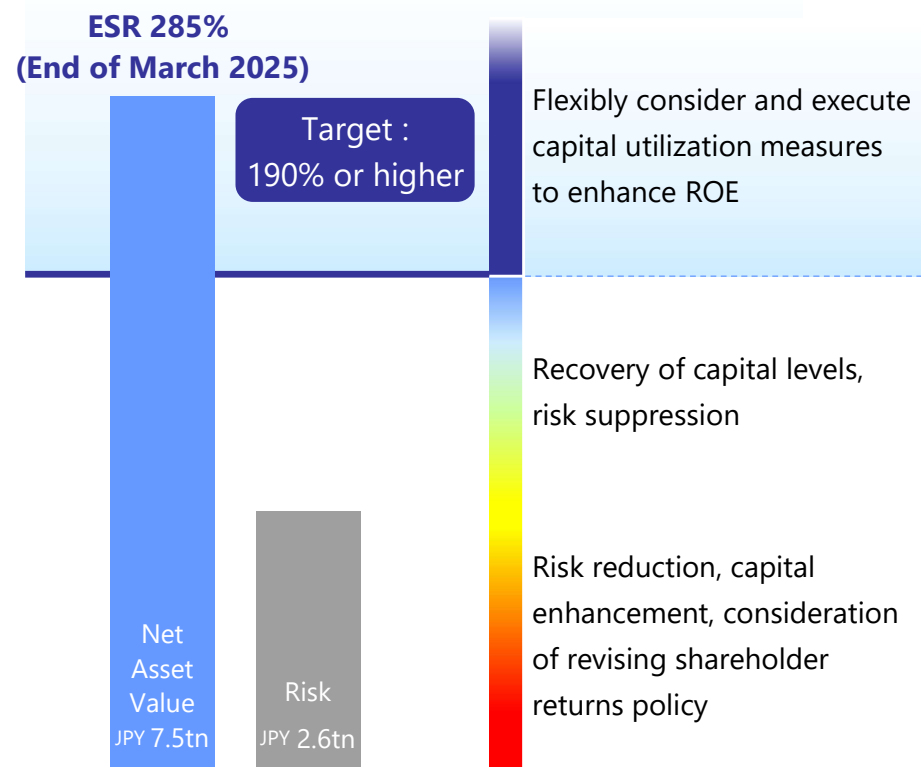 ESR 285%
(End of March 2025)
Target :
190% or higher
Flexibly consider and execute
capital utilization measures
to enhance ROE
Recovery of capital levels,
risk suppression
Risk reduction, capital
enhancement, consideration
of revising shareholder
returns policy
Net
Asset
Value
JPY 7.5tn
Risk
JPY 2.6tn